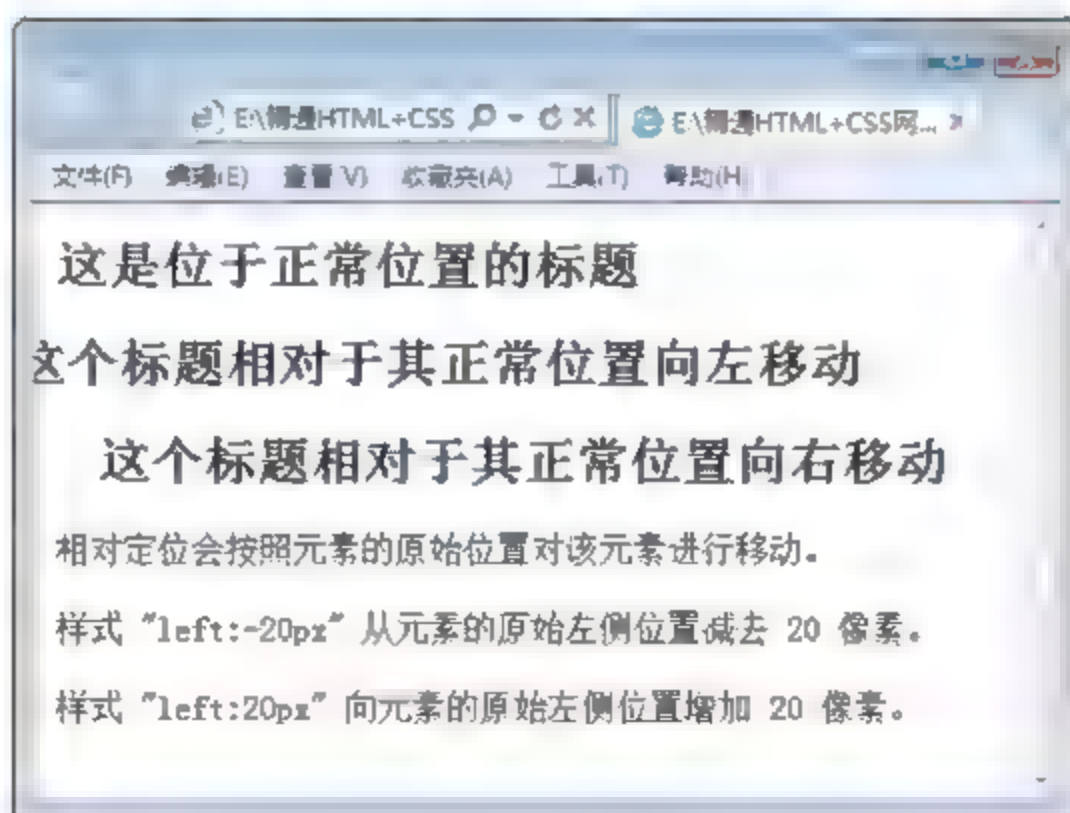 E:\精通HTML+CSS
E:\精通HTML+CSS网...
文件(F) 编辑(E) 查看(V) 收藏夹(A) 工具(T) 帮助(H)
这是位于正常位置的标题
这个标题相对于其正常位置向左移动
这个标题相对于其正常位置向右移动
相对定位会按照元素的原始位置对该元素进行移动。
样式 "left:-20px" 从元素的原始左侧位置减去 20 像素。
样式 "left:20px" 向元素的原始左侧位置增加 20 像素。